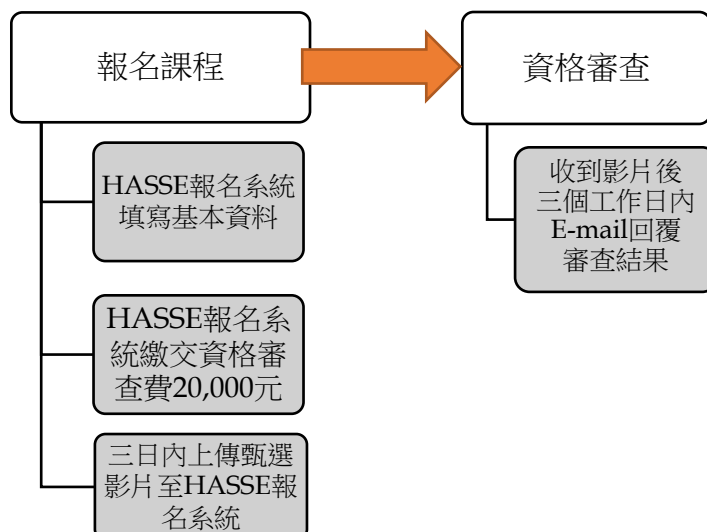 報名課程
HASSE報名系統
填寫基本資料
HASSE報名系
統繳交資格審
查費20,000元
三日內上傳甄選
影片至HASSE報
名系統
資格審查
收到影片後
三個工作日內
E-mail回覆
審查結果